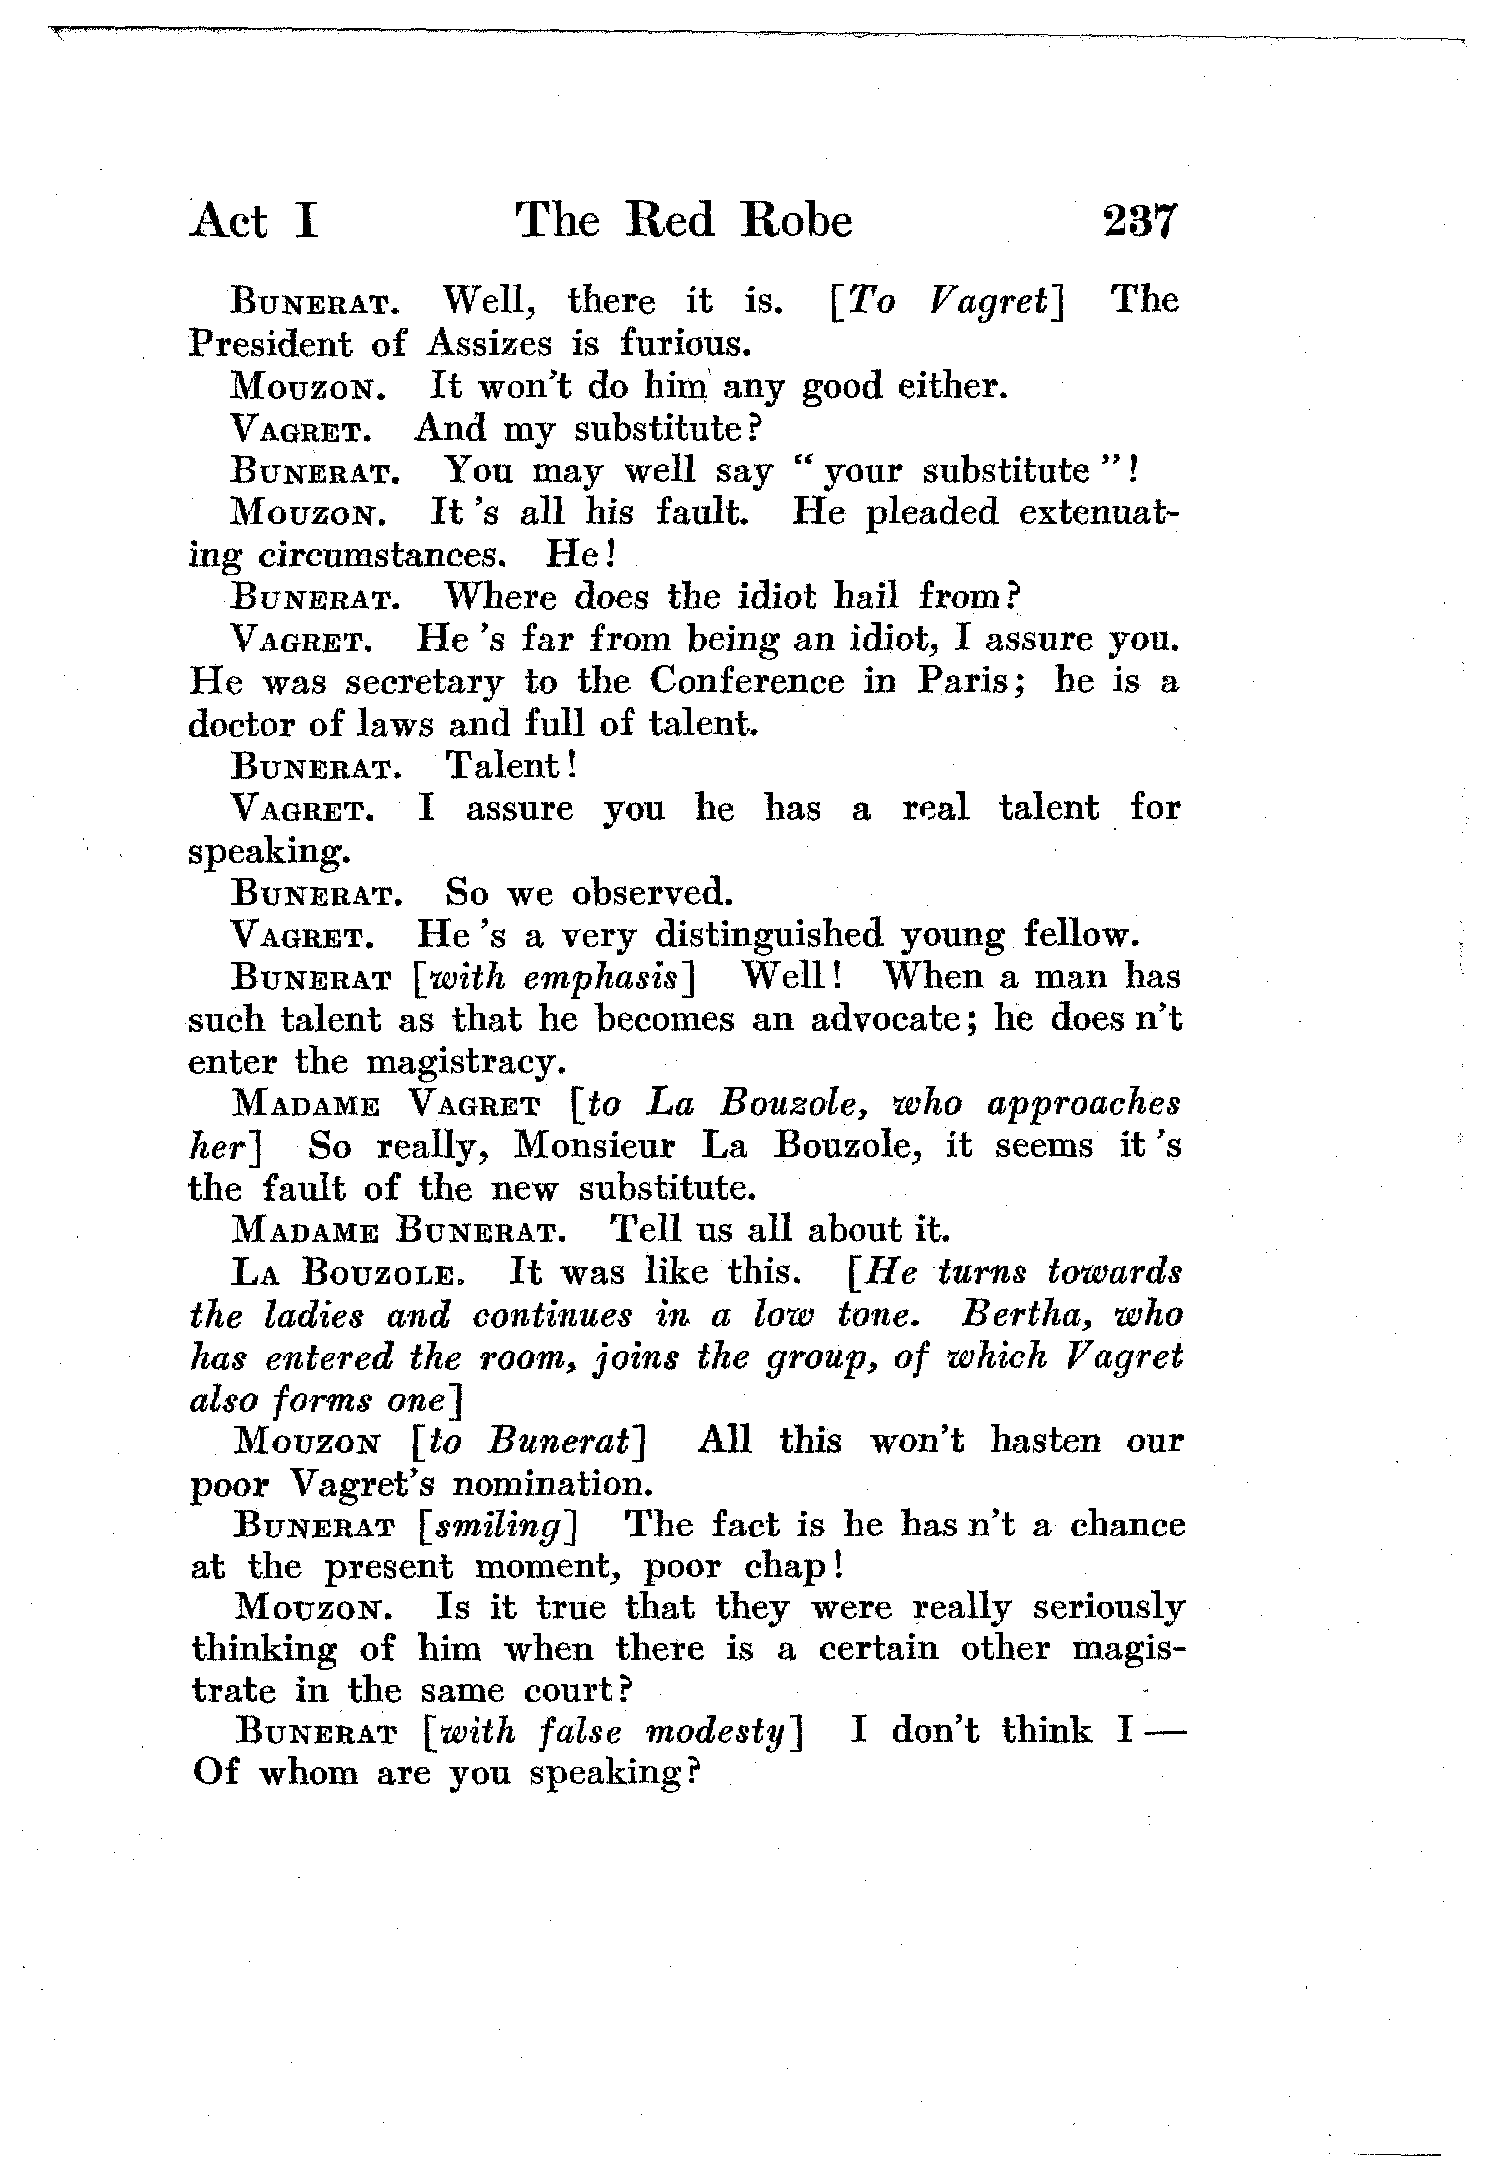 Act I The Red Robe 237
BUNERAT. Well, there it is. [To Vagret] The
President of Assizes is furious.
MOUZON. It won't do him any good either.
VAGRET. And my substitute?
BUNERAT. You may well say " your substitute "!
MOUZON. It 's all his fault. He pleaded extenuat-
ing circumstances. He!
BUNERAT. Where does the idiot hail from?
VAGRET. He 's far from being an idiot, I assure you.
He was secretary to the Conference in Paris; he is a
doctor of laws and full of talent.
BUNERAT. Talent!
VAGRET. I assure you he has a real talent for
speaking.
BUNERAT. So we observed.
VAGRET. He 's a very distinguished young fellow.
BUNERAT [with emphasis] Well! When a man has
such talent as that he becomes an advocate; he does n't
enter the magistracy.
MADAME VAGRET [to La Bouzole, who approaches
her] So really, Monsieur La Bouzole, it seems it 's
the fault of the new substitute.
MADAME BUNERAT. Tell us all about it.
LA BOUZOLE. It was like this. [He turns towards
the ladies and continues in a low tone. Bertha, who
has entered the room, joins the group, of which Vagret
also forms one]
MOUZON [to Bunerat] All this won't hasten our
poor Vagret's nomination.
BUNERAT [smiling] The fact is he has n't a chance
at the present moment, poor chap!
MOUZON. Is it true that they were really seriously
thinking of him when there is a certain other magis-
trate in the same court?
BUNERAT [with false modesty] I don't think I —
Of whom are you speaking?